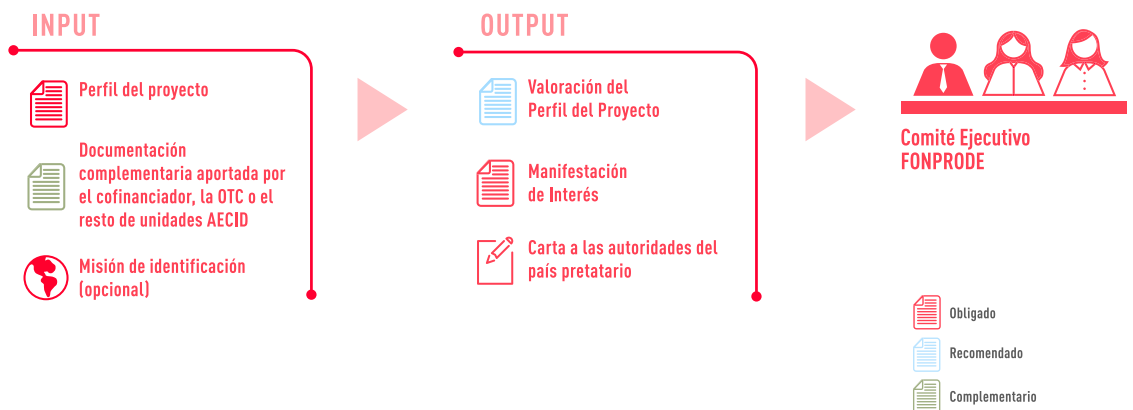 INPUT
Perfil del proyecto
Documentación
complementaria aportada por
el cofinanciador, la OTC o el
resto de unidades AECID
Misión de identificación
(opcional)
OUTPUT
Valoración del
Perfil del Proyecto
Manifestación
de Interés
Carta a las autoridades del
país pretatario
Comité Ejecutivo
FONPRODE
Obligado
Recomendado
Complementario